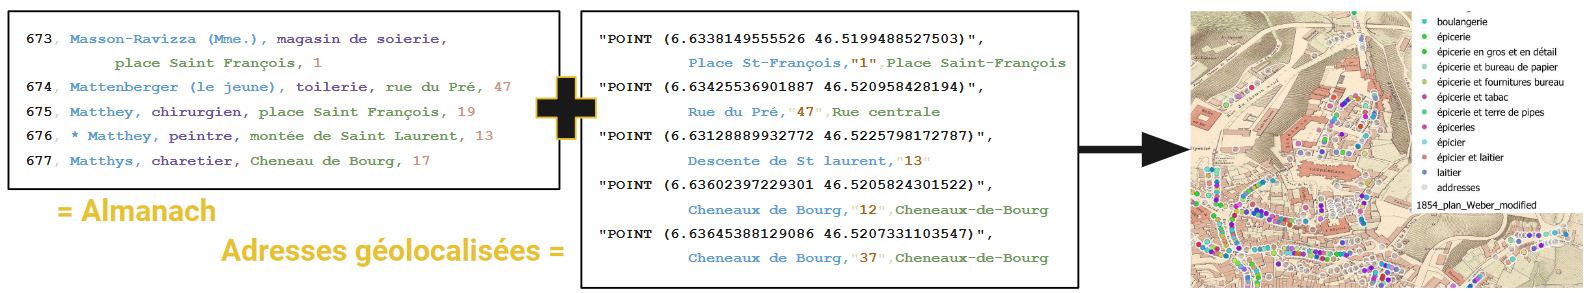 673, Masson-Ravizza (Mme.), magasin de soierie,
place Saint François, 1
674, Mattenberger (le jeune), toilerie, rue du Pré, 47
675, Matthey, chirurgien, place Saint François, 19
676, * Matthey, peintre, montée de Saint Laurent, 13
677, Matthys, charetier, Cheneau de Bourg, 17
= Almanach
Adresses géolocalisées =
"POINT (6.6338149555526 46.5199488527503)",
Place St-François,"1",Place Saint-François
"POINT (6.63425536901887 46.520958428194)",
Rue du Pré,"47",Rue centrale
"POINT (6.63128889932772 46.5225798172787)",
Descente de St laurent,"13"
"POINT (6.63602397229301 46.5205824301522)",
Cheneaux de Bourg,"12",Cheneaux-de-Bourg
"POINT (6.63645388129086 46.5207331103547)",
Cheneaux de Bourg,"37",Cheneaux-de-Bourg
boulangerie
épicerie
épicerie en gros et en détail
épicerie et bureau de papier
épicerie et fournitures bureau
épicerie et tabac
épicerie et terre de pipes
épiceries
épicier
épicier et laitier
laitier
addresses
1854_plan_Weber_modified